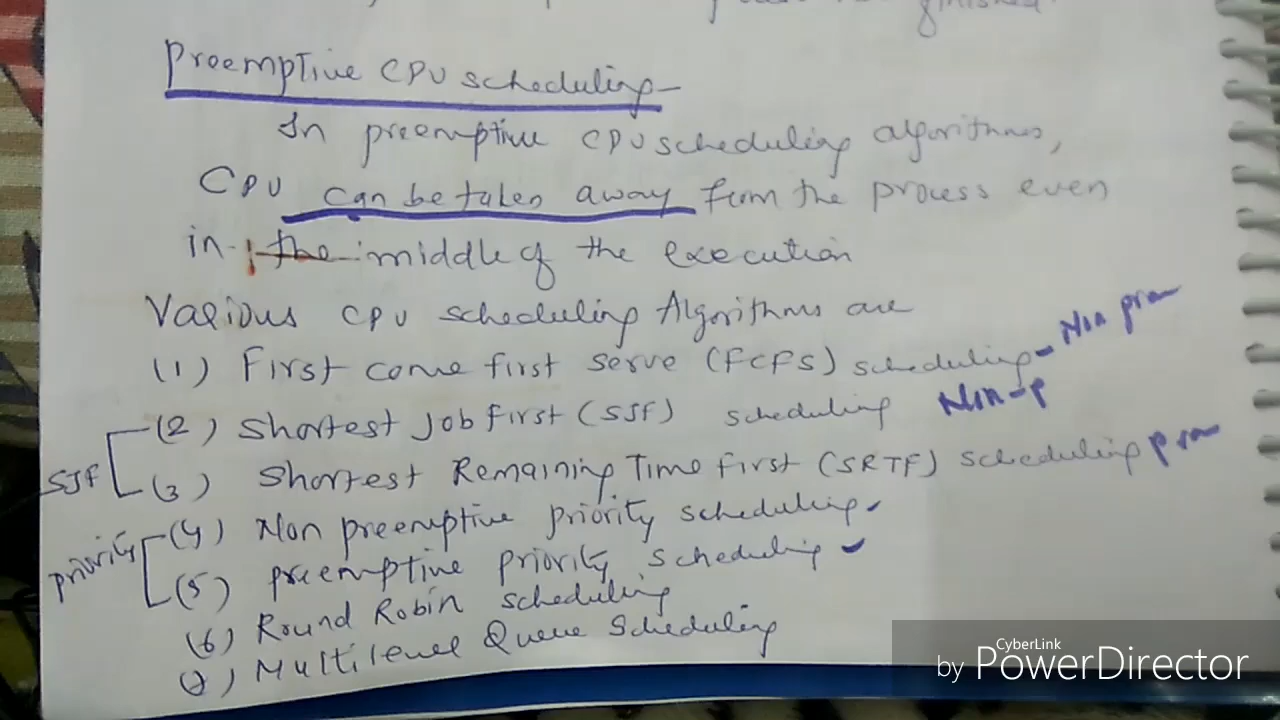 finished.
Preemptive CPU scheduling-
In preemptive CPU scheduling algorithms,
CPU can be taken away from the process even
in the middle of the execution
Various CPU scheduling Algorithms are
(1) First come first serve (FCFS) scheduling - Non pre
(2) Shortest Job First (SJF) scheduling Non-p
SJF (3) Shortest Remaining Time First (SRTF) scheduling pre
(4) Non preemptive priority scheduling
priority (5) preemptive priority scheduling
(6) Round Robin scheduling
(7) Multilevel Queue Scheduling
CyberLink
by PowerDirector